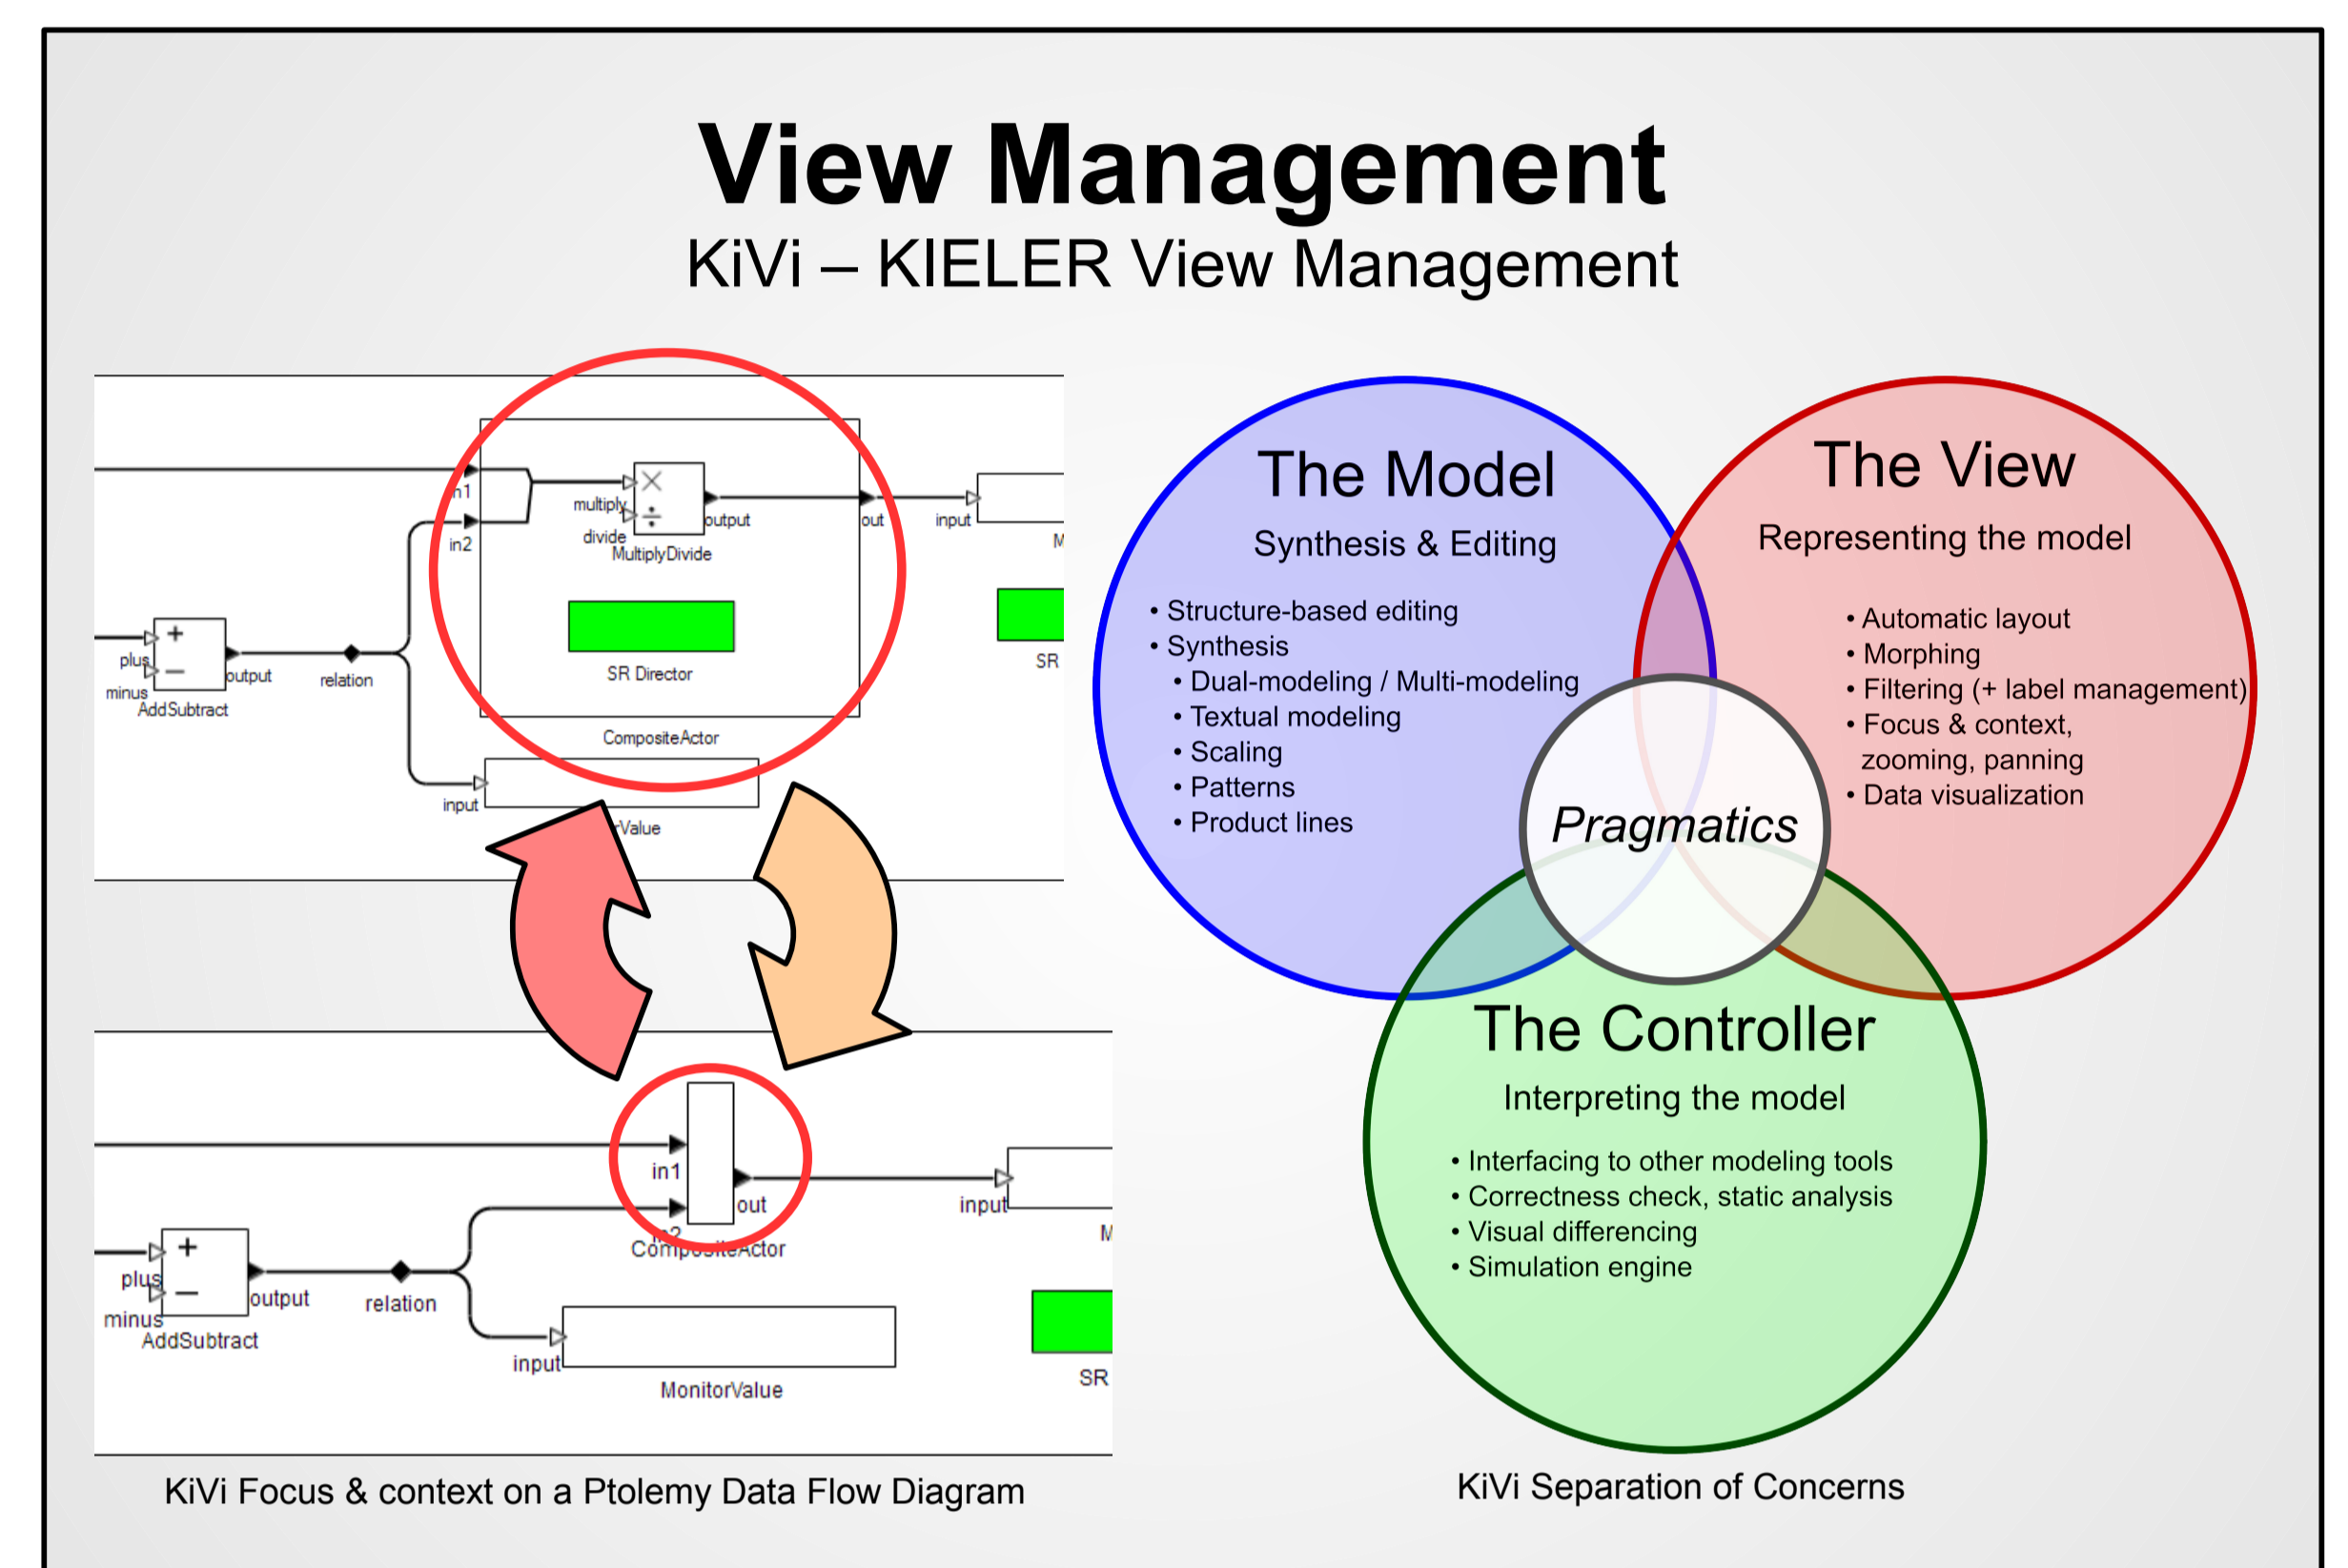 View Management
KiVi – KIELER View Management
in1
in2
multiply
divide
output
MultiplyDivide
SR Director
CompositeActor
out
input
M
SR
plus
minus
output
AddSubtract
relation
input
rValue
in1
in2
out
CompositeActor
input
M
plus
minus
output
AddSubtract
relation
input
MonitorValue
SR
KiVi Focus & context on a Ptolemy Data Flow Diagram
The Model
Synthesis & Editing
• Structure-based editing
• Synthesis
• Dual-modeling / Multi-modeling
• Textual modeling
• Scaling
• Patterns
• Product lines
The View
Representing the model
• Automatic layout
• Morphing
• Filtering (+ label management)
• Focus & context,
zooming, panning
• Data visualization
Pragmatics
The Controller
Interpreting the model
• Interfacing to other modeling tools
• Correctness check, static analysis
• Visual differencing
• Simulation engine
KiVi Separation of Concerns